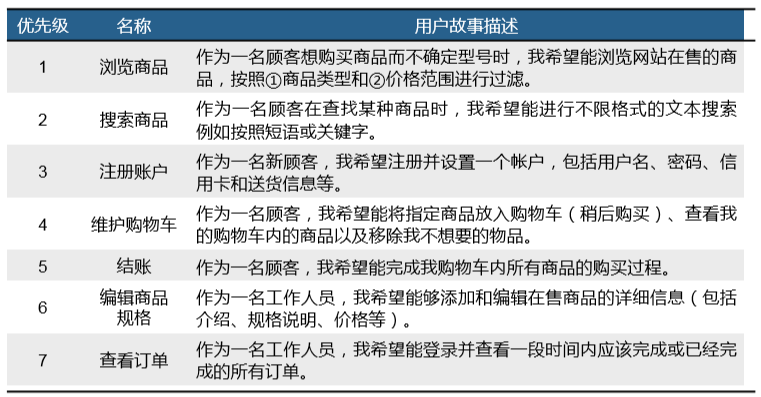 优先级 名称 用户故事描述
1 浏览商品 作为一名顾客想购买商品而不确定型号时，我希望能浏览网站在售的商
品，按照①商品类型和②价格范围进行过滤。
2 搜索商品 作为一名顾客在查找某种商品时，我希望能进行不限格式的文本搜索
例如按照短语或关键字。
3 注册账户 作为一名新顾客，我希望注册并设置一个帐户，包括用户名、密码、信
用卡和送货信息等。
4 维护购物车 作为一名顾客，我希望能将指定商品放入购物车（稍后购买）、查看我
的购物车内的商品以及移除我不想要的物品。
5 结账 作为一名顾客，我希望能完成我购物车内所有商品的购买过程。
6 编辑商品
规格 作为一名工作人员，我希望能够添加和编辑在售商品的详细信息（包括
介绍、规格说明、价格等）。
7 查看订单 作为一名工作人员，我希望能登录并查看一段时间内应该完成或已经完
成的所有订单。